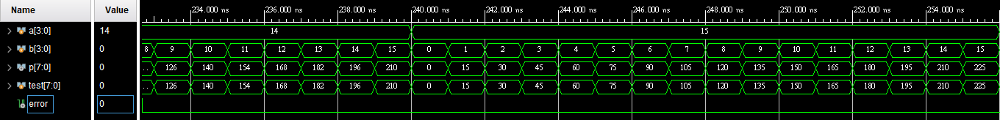 Name Value 234.000 ns 236.000 ns 238.000 ns 240.000 ns 242.000 ns 244.000 ns 246.000 ns 248.000 ns 250.000 ns 252.000 ns 254.000 ns
a[3:0] 14 14 15
b[3:0] 0 8 9 10 11 12 13 14 15 0 1 2 3 4 5 6 7 8 9 10 11 12 13 14 15
p[7:0] 0 .. 126 140 154 168 182 196 210 0 15 30 45 60 75 90 105 120 135 150 165 180 195 210 225
test[7:0] 0 .. 126 140 154 168 182 196 210 0 15 30 45 60 75 90 105 120 135 150 165 180 195 210 225
error 0